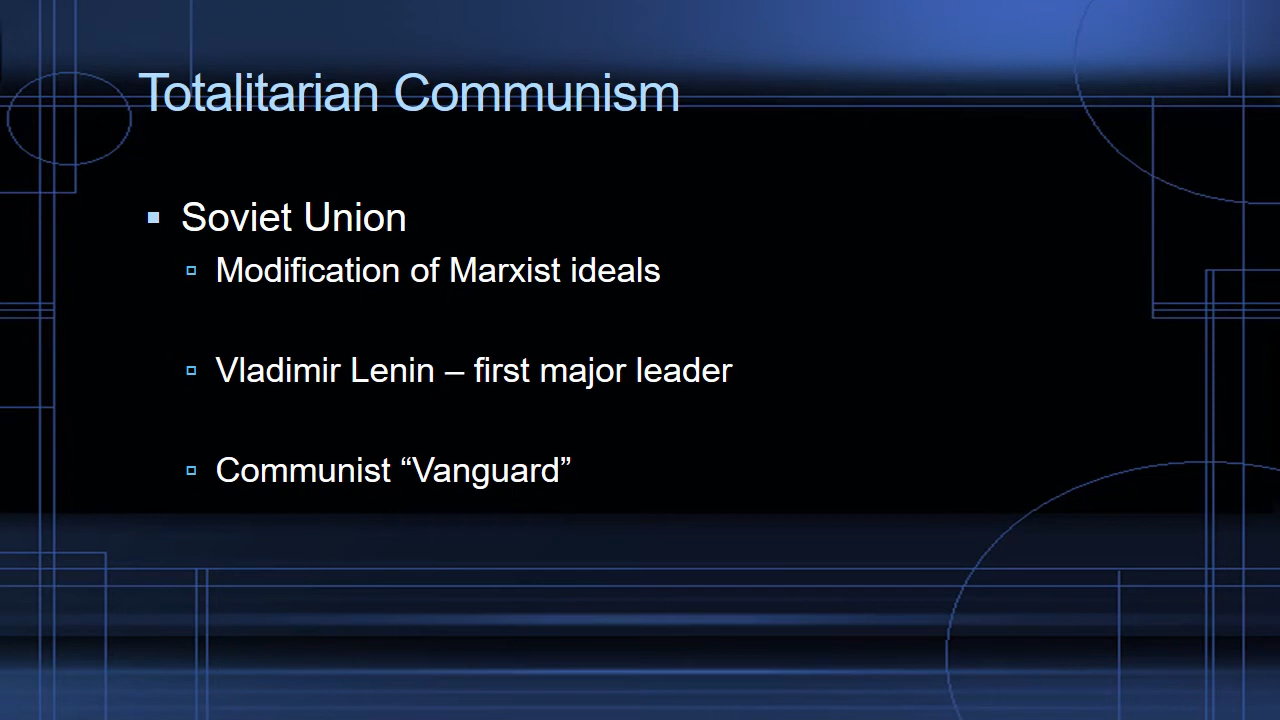 Totalitarian Communism
Soviet Union
Modification of Marxist ideals
Vladimir Lenin – first major leader
Communist “Vanguard”